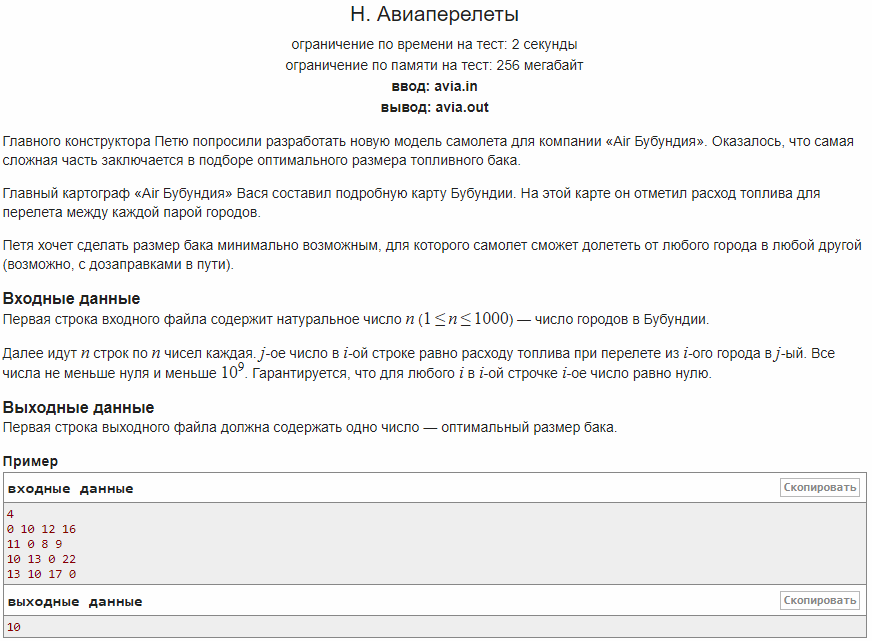 Н. Авиаперелеты
ограничение по времени на тест: 2 секунды
ограничение по памяти на тест: 256 мегабайт
ввод: avia.in
вывод: avia.out
Главного конструктора Петю попросили разработать новую модель самолета для компании «Air Бубундия». Оказалось, что самая
сложная часть заключается в подборе оптимального размера топливного бака.
Главный картограф «Air Бубундия» Вася составил подробную карту Бубундии. На этой карте он отметил расход топлива для
перелета между каждой парой городов.
Петя хочет сделать размер бака минимально возможным, для которого самолет сможет долететь от любого города в любой другой
(возможно, с дозаправками в пути).
Входные данные
Первая строка входного файла содержит натуральное число n (1 ≤ n ≤ 1000) — число городов в Бубундии.
Далее идут n строк по n чисел каждая. j-ое число в i-ой строке равно расходу топлива при перелете из i-ого города в j-ый. Все
числа не меньше нуля и меньше 10⁹. Гарантируется, что для любого i в i-ой строчке i-ое число равно нулю.
Выходные данные
Первая строка выходного файла должна содержать одно число — оптимальный размер бака.
Пример
входные данные Скопировать
4
0 10 12 16
11 0 8 9
10 13 0 22
13 10 17 0
выходные данные Скопировать
10